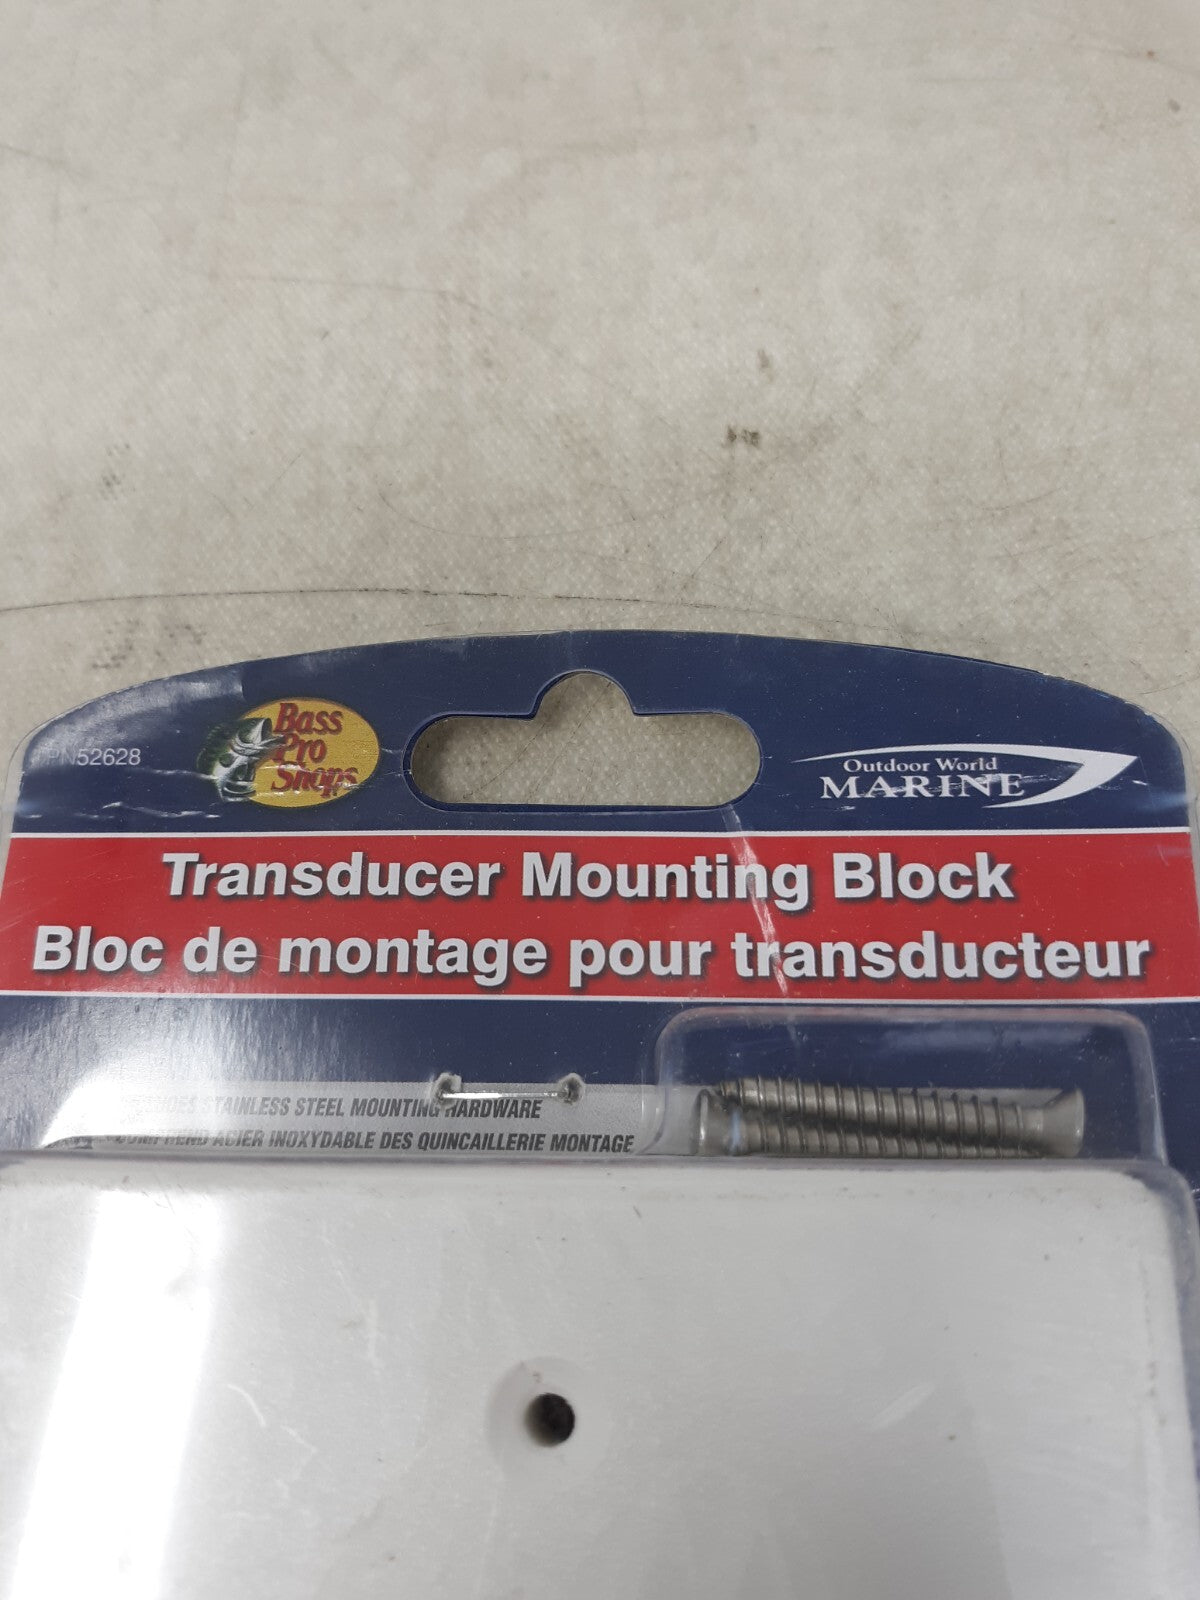 PN52628
Bass
Pro
Shops
Outdoor World
MARINE
Transducer Mounting Block
Bloc de montage pour transducteur
STAINLESS STEEL MOUNTING HARDWARE
ACIER INOXYDABLE DES QUINCAILLERIE MONTAGE